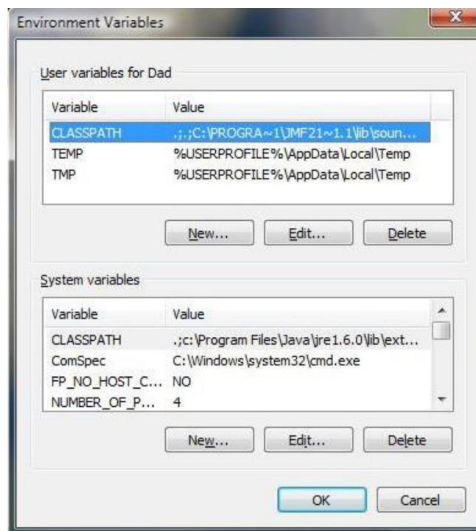 Environment Variables
User variables for Dad
Variable Value
CLASSPATH .;.;C:\PROGRA~1\JMF21~1.1\lib\soun...
TEMP %USERPROFILE%\AppData\Local\Temp
TMP %USERPROFILE%\AppData\Local\Temp
New... Edit... Delete
System variables
Variable Value
CLASSPATH .;c:\Program Files\Java\jre1.6.0\lib\ext...
ComSpec C:\Windows\system32\cmd.exe
FP_NO_HOST_C... NO
NUMBER_OF_P... 4
New... Edit... Delete
OK Cancel